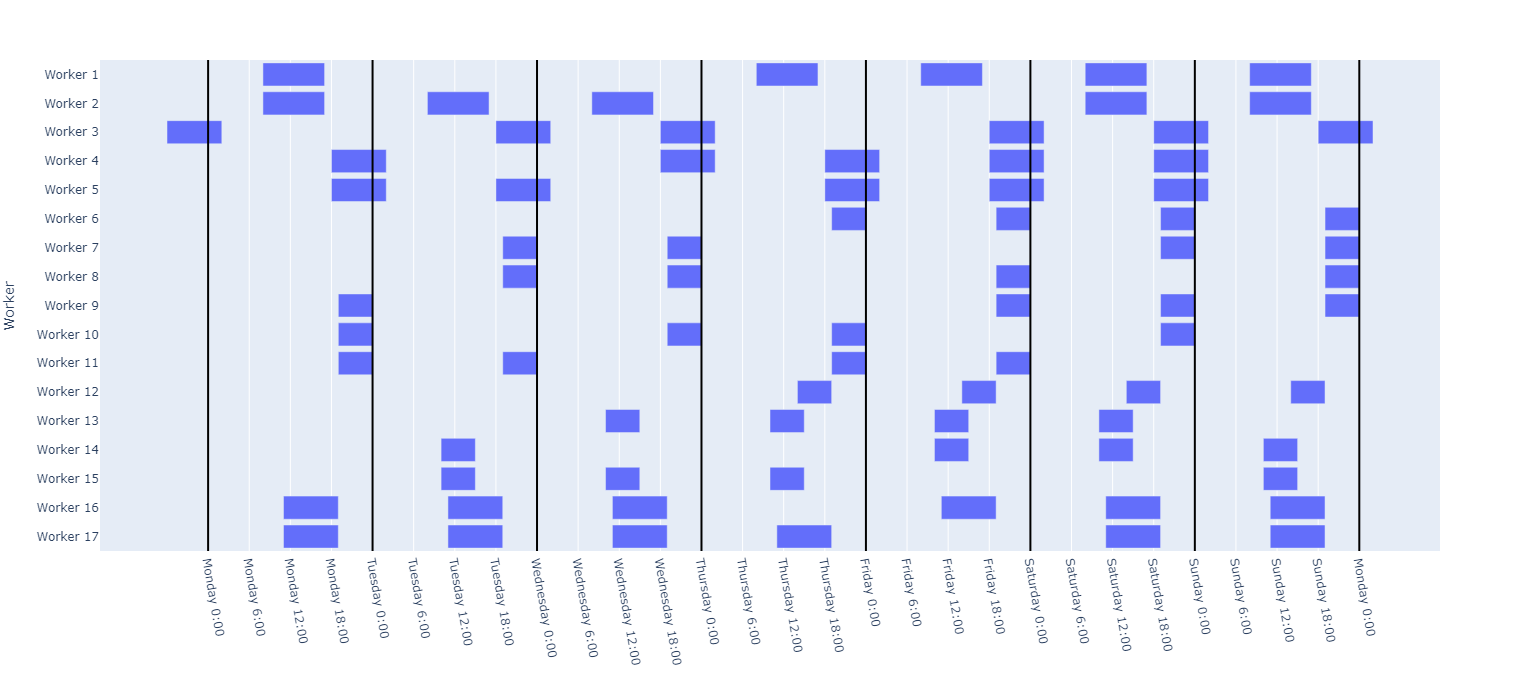 Worker 1
Worker 2
Worker 3
Worker 4
Worker 5
Worker 6
Worker 7
Worker 8
Worker 9
Worker 10
Worker 11
Worker 12
Worker 13
Worker 14
Worker 15
Worker 16
Worker 17
Worker
Monday 0:00
Monday 6:00
Monday 12:00
Monday 18:00
Tuesday 0:00
Tuesday 6:00
Tuesday 12:00
Tuesday 18:00
Wednesday 0:00
Wednesday 6:00
Wednesday 12:00
Wednesday 18:00
Thursday 0:00
Thursday 6:00
Thursday 12:00
Thursday 18:00
Friday 0:00
Friday 6:00
Friday 12:00
Friday 18:00
Saturday 0:00
Saturday 6:00
Saturday 12:00
Saturday 18:00
Sunday 0:00
Sunday 6:00
Sunday 12:00
Sunday 18:00
Monday 0:00